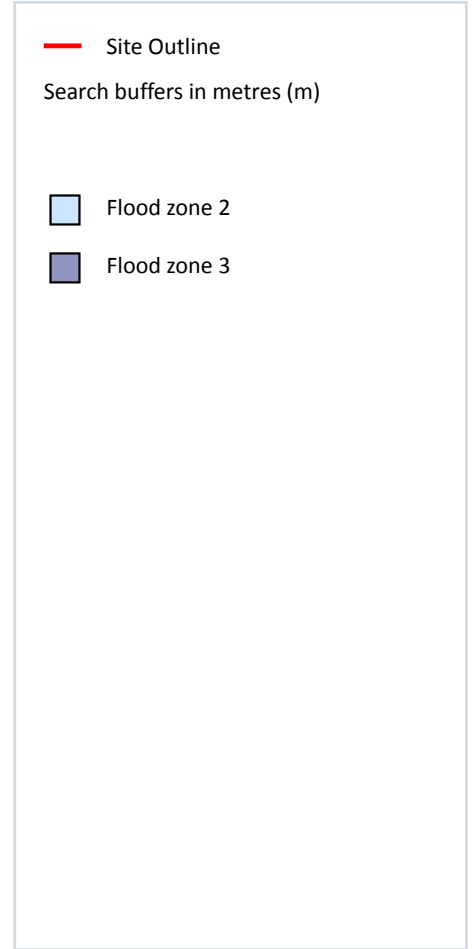 Site Outline
Search buffers in metres (m)
Flood zone 2
Flood zone 3